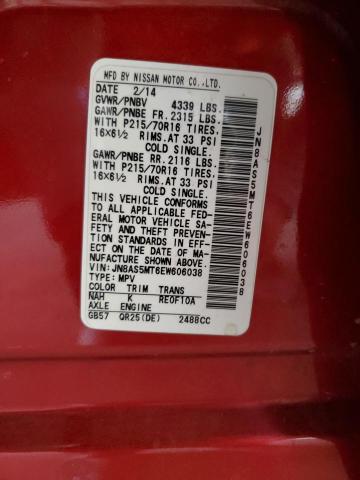 MFD BY NISSAN MOTOR CO.,LTD.
DATE 2/14
GVWR/PNBV 4339 LBS.
GAWR/PNBE FR. 2315 LBS.
WITH P215/70R16 TIRES,
16X6½ RIMS.AT 33 PSI
COLD SINGLE.
GAWR/PNBE RR. 2116 LBS.
WITH P215/70R16 TIRES,
16X6½ RIMS.AT 33 PSI
COLD SINGLE.
THIS VEHICLE CONFORMS
TO ALL APPLICABLE FED-
ERAL MOTOR VEHICLE SA-
FETY AND THEFT PREVEN-
TION STANDARDS IN EFF-
ECT ON THE DATE OF MA-
NUFACTURE SHOWN ABOVE.
VIN: JN8AS5MT6EW606038
TYPE: MPV
COLOR TRIM TRANS
NAH K RE0F10A
AXLE ENGINE
GB57 QR25(DE) 2488CC
JN8AS5MT6EW606038